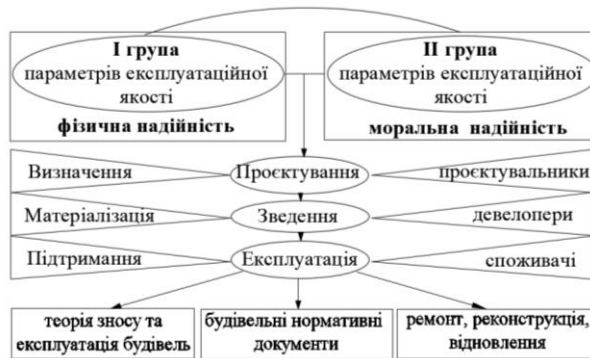 І група
параметрів експлуатаційної
якості
фізична надійність
ІІ група
параметрів експлуатаційної
якості
моральна надійність
Визначення
Проєктування
проєктувальники
Матеріалізація
Зведення
девелопери
Підтримання
Експлуатація
споживачі
теорія зносу та
експлуатація будівель
будівельні нормативні
документи
ремонт, реконструкція,
відновлення